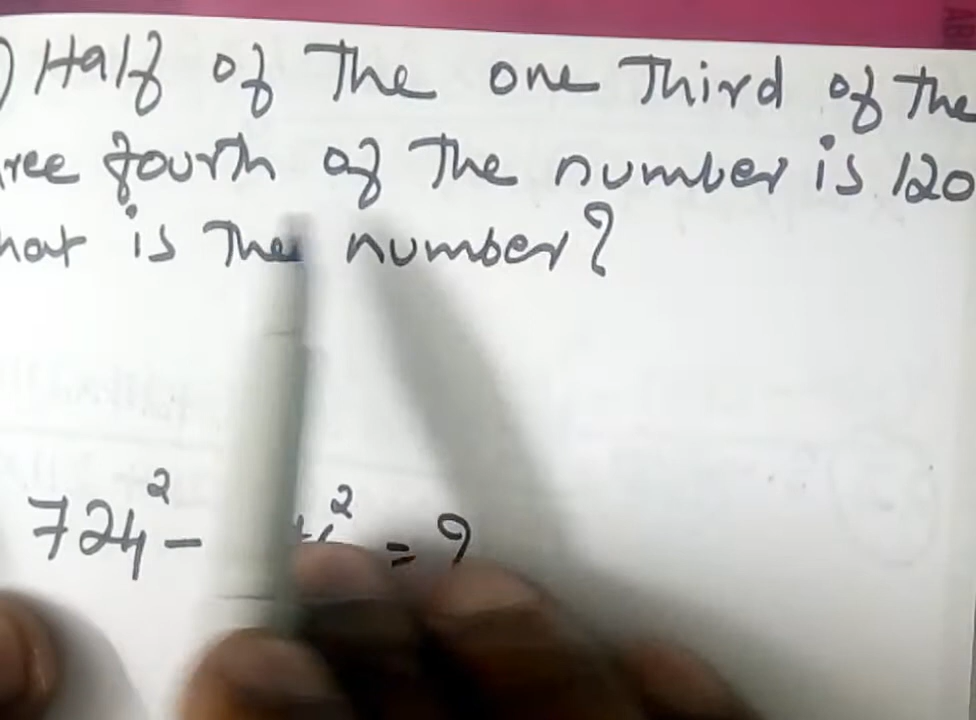 ) Half of The one Third of the
ree fourth of The number is 120
hat is The number?
724² - ² = ?